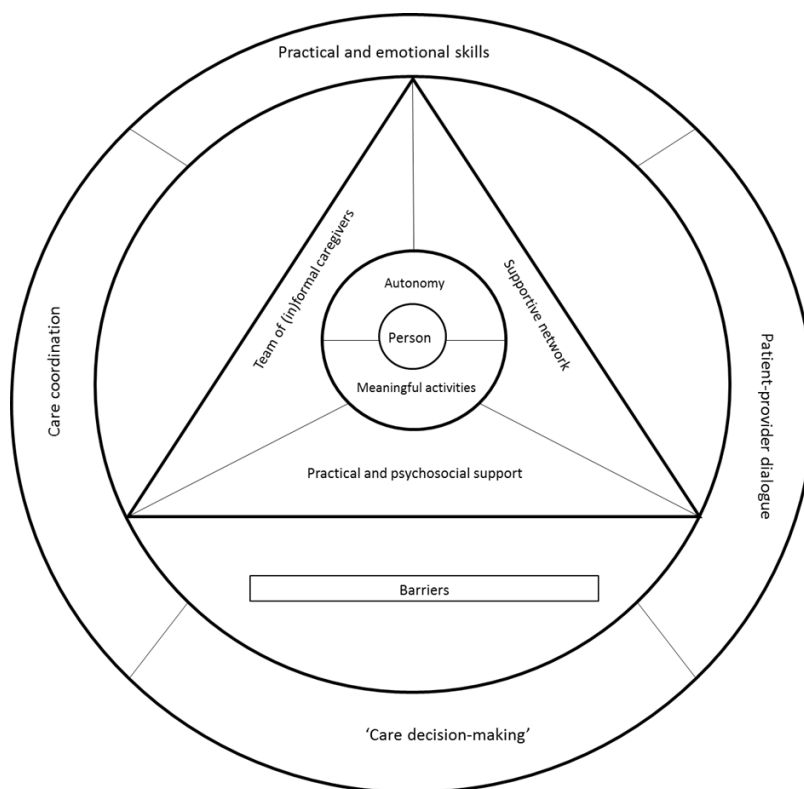 Practical and emotional skills
Team of (in)formal caregivers
Supportive network
Autonomy
Person
Meaningful activities
Care coordination
Patient-provider dialogue
Practical and psychosocial support
Barriers
‘Care decision-making’